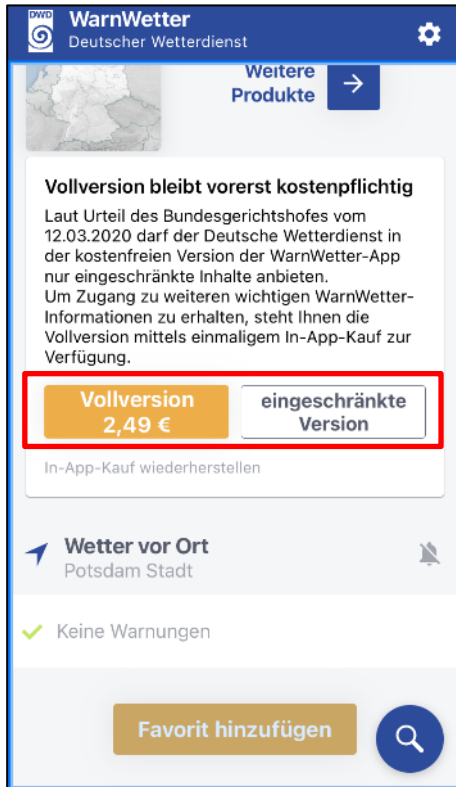 DWD
WarnWetter
Deutscher Wetterdienst
Weitere
Produkte
Vollversion bleibt vorerst kostenpflichtig
Laut Urteil des Bundesgerichtshofes vom
12.03.2020 darf der Deutsche Wetterdienst in
der kostenfreien Version der WarnWetter-App
nur eingeschränkte Inhalte anbieten.
Um Zugang zu weiteren wichtigen WarnWetter-
Informationen zu erhalten, steht Ihnen die
Vollversion mittels einmaligem In-App-Kauf zur
Verfügung.
Vollversion
2,49 €
eingeschränkte
Version
In-App-Kauf wiederherstellen
Wetter vor Ort
Potsdam Stadt
Keine Warnungen
Favorit hinzufügen